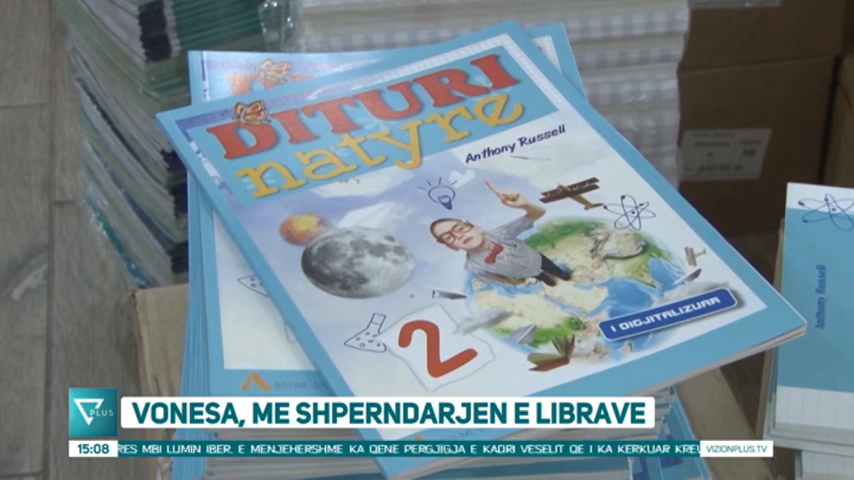 DITURI
natyre
Anthony Russell
2
I DIGJITALIZUAR
Anthony Russell
PLUS
VONESA, ME SHPERNDARJEN E LIBRAVE
15:08
RES MBI LUMIN IBER. E MENJEHERSHME KA QENE PERGJIGJA E KADRI VESELIT QE I KA KERKUAR KREU
VIZIONPLUS.TV